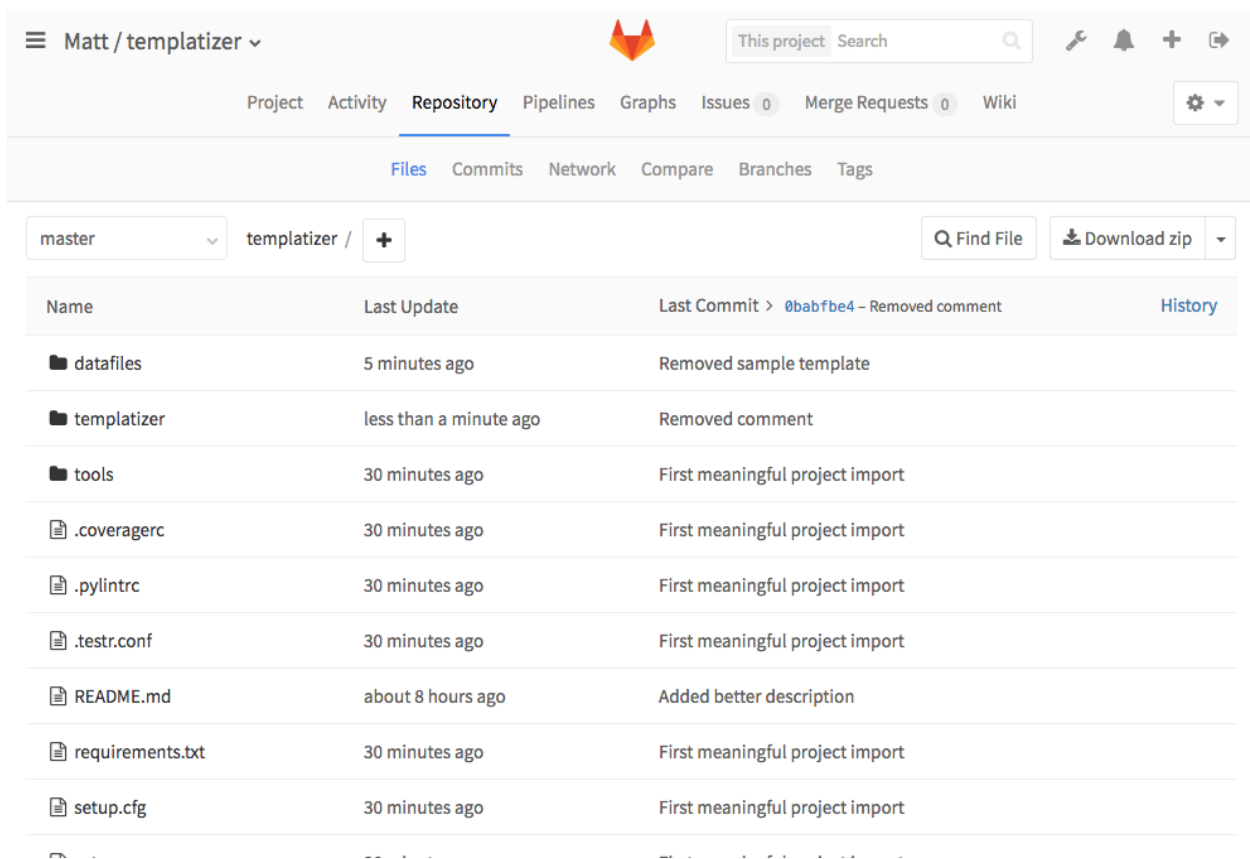 Matt / templatizer
This project Search
Project Activity Repository Pipelines Graphs Issues 0 Merge Requests 0 Wiki
Files Commits Network Compare Branches Tags
master templatizer / Find File Download zip
Name Last Update Last Commit > 0babfbe4 – Removed comment History
datafiles 5 minutes ago Removed sample template
templatizer less than a minute ago Removed comment
tools 30 minutes ago First meaningful project import
.coveragerc 30 minutes ago First meaningful project import
.pylintrc 30 minutes ago First meaningful project import
.testr.conf 30 minutes ago First meaningful project import
README.md about 8 hours ago Added better description
requirements.txt 30 minutes ago First meaningful project import
setup.cfg 30 minutes ago First meaningful project import